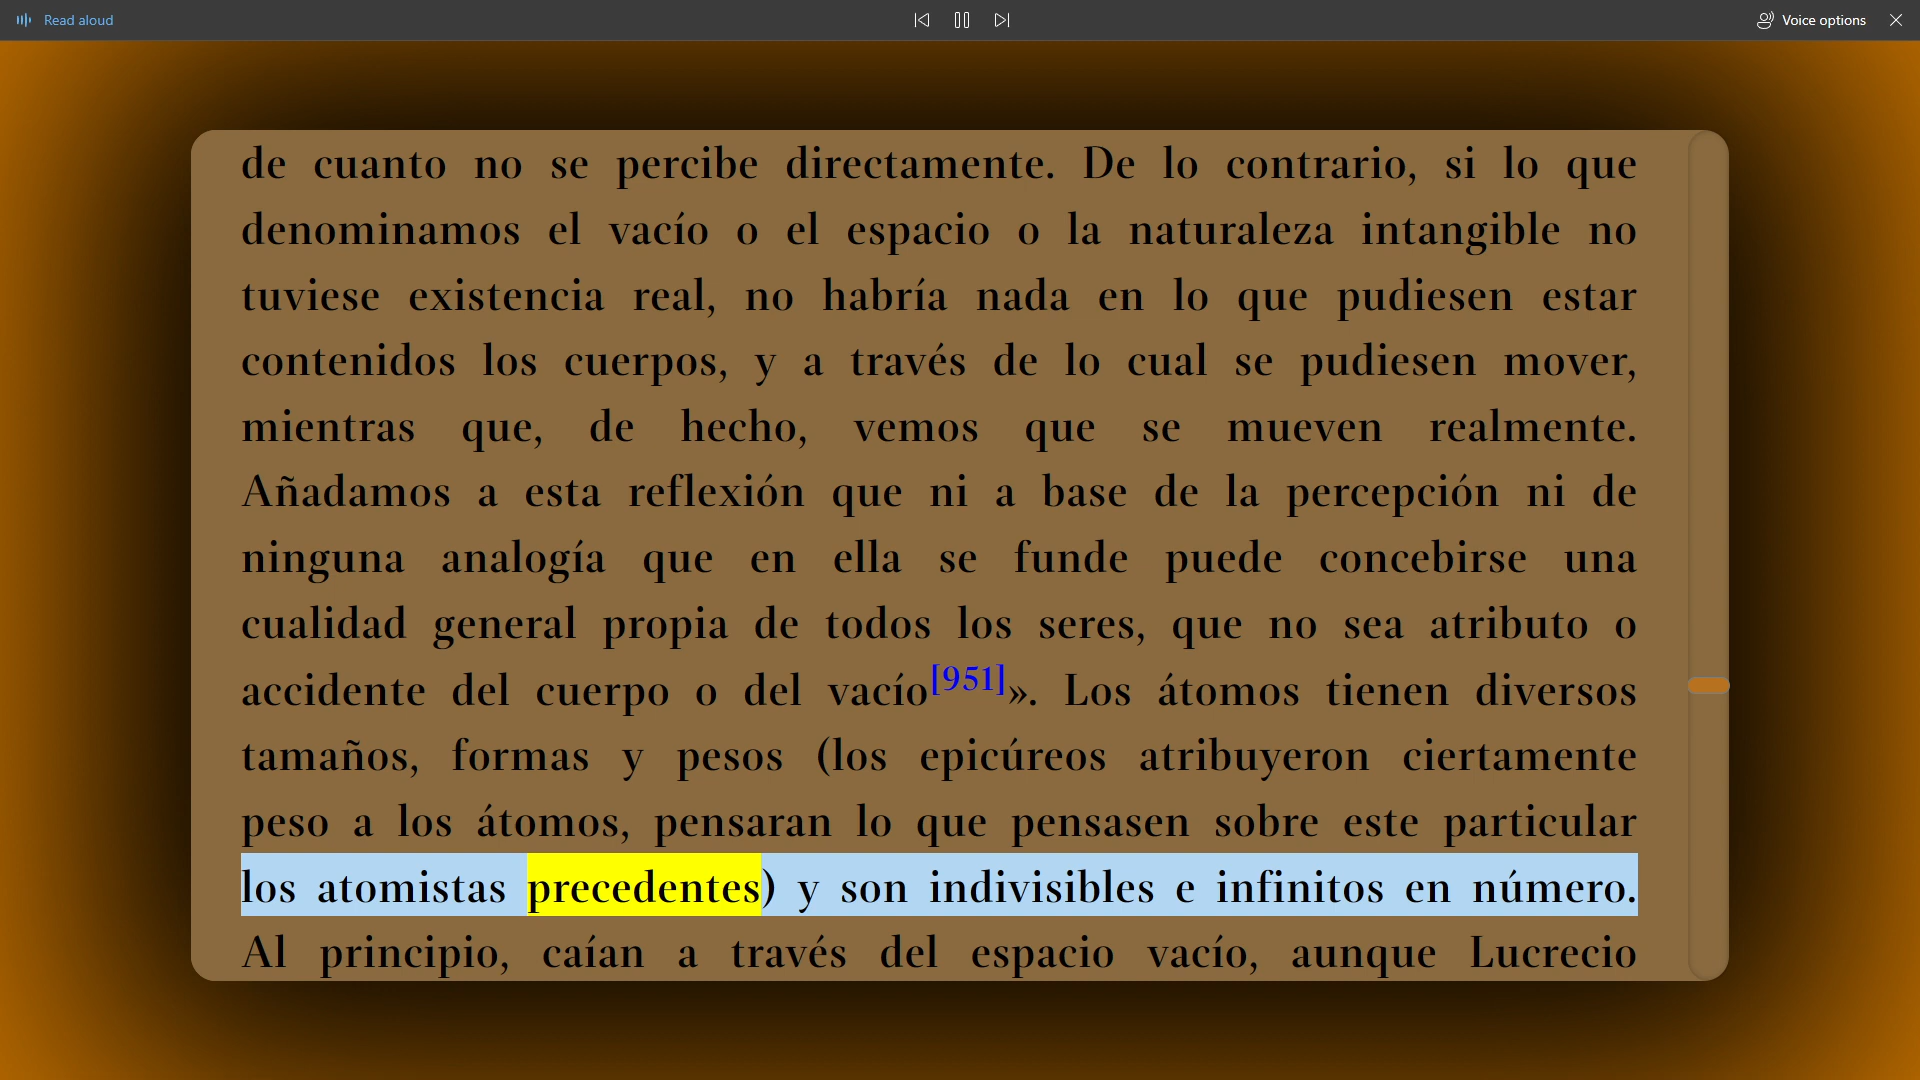 Read aloud
Voice options
de cuanto no se percibe directamente. De lo contrario, si lo que
denominamos el vacío o el espacio o la naturaleza intangible no
tuviese existencia real, no habría nada en lo que pudiesen estar
contenidos los cuerpos, y a través de lo cual se pudiesen mover,
mientras que, de hecho, vemos que se mueven realmente.
Añadamos a esta reflexión que ni a base de la percepción ni de
ninguna analogía que en ella se funde puede concebirse una
cualidad general propia de todos los seres, que no sea atributo o
accidente del cuerpo o del vacío[951]». Los átomos tienen diversos
tamaños, formas y pesos (los epicúreos atribuyeron ciertamente
peso a los átomos, pensaran lo que pensasen sobre este particular
los atomistas precedentes) y son indivisibles e infinitos en número.
Al principio, caían a través del espacio vacío, aunque Lucrecio